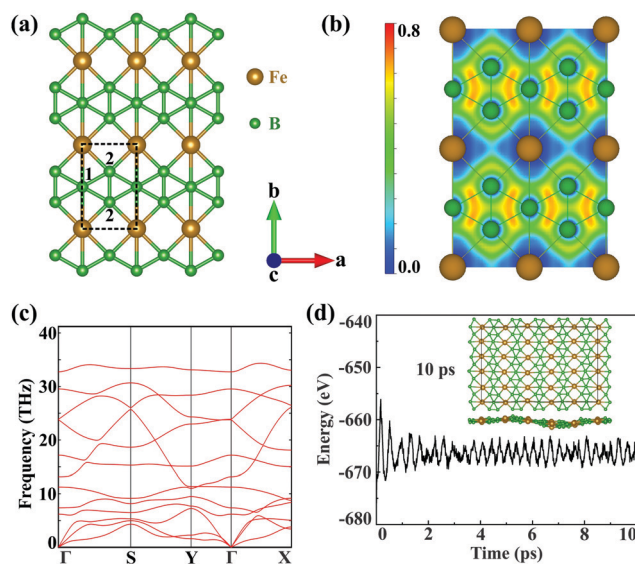 (a)
Fe
B
2
1
2
b
a
c
(b)
0.8
0.0
(c)
Frequency (THz)
40
30
20
10
0
Γ S Y Γ X
(d)
Energy (eV)
-640
-650
-660
-670
-680
10 ps
0 2 4 6 8 10
Time (ps)